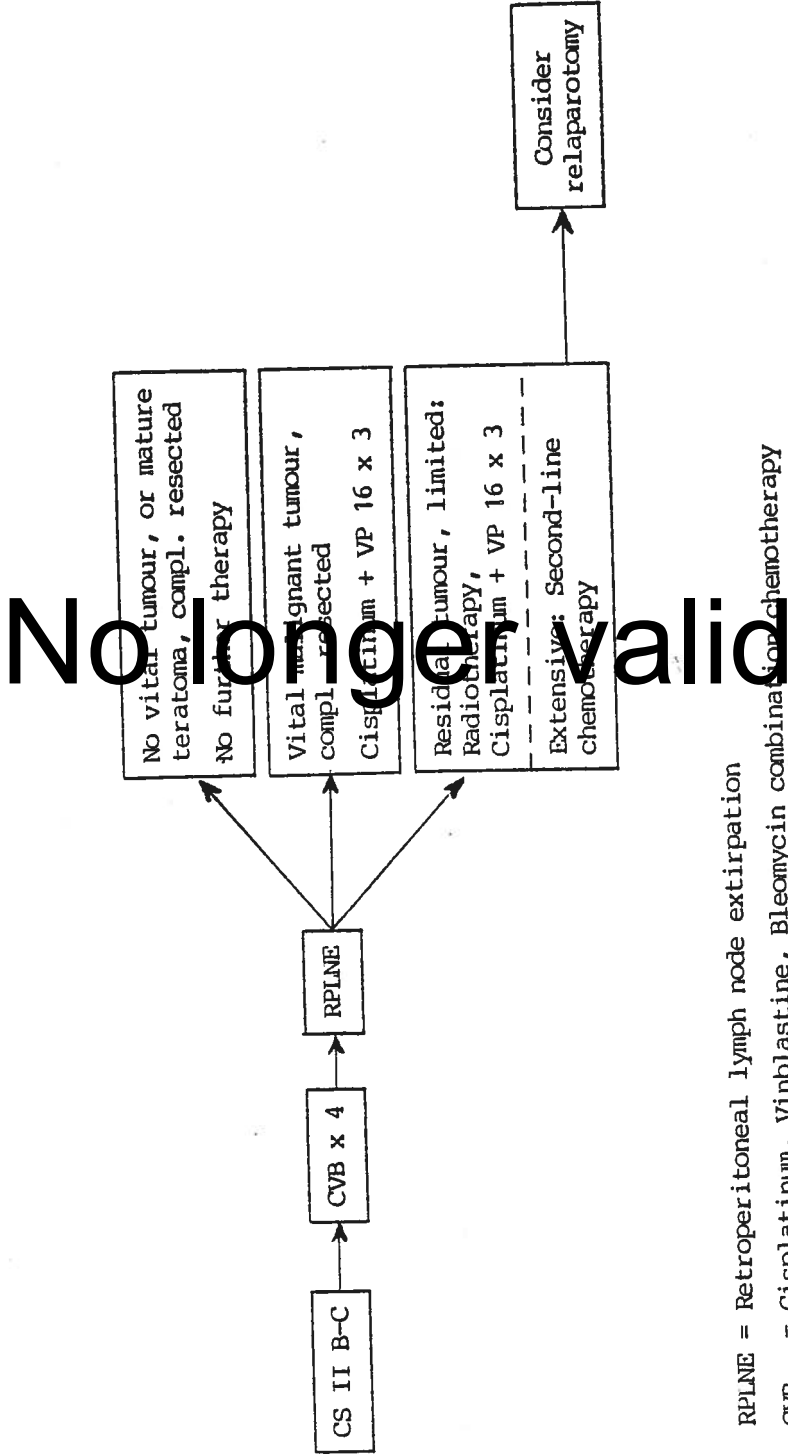 CS II B-C
CVB x 4
RPLNE
No vital tumour, or mature
teratoma, compl. resected
No further therapy
Vital malignant tumour,
compl. resected
Cisplatinum + VP 16 x 3
Residual tumour, limited:
Radiotherapy,
Cisplatinum + VP 16 x 3
Extensive: Second-line
chemotherapy
Consider
relaparotomy
RPLNE = Retroperitoneal lymph node extirpation
CVB = Cisplatinum, Vinblastine, Bleomycin combination chemotherapy
No longer valid